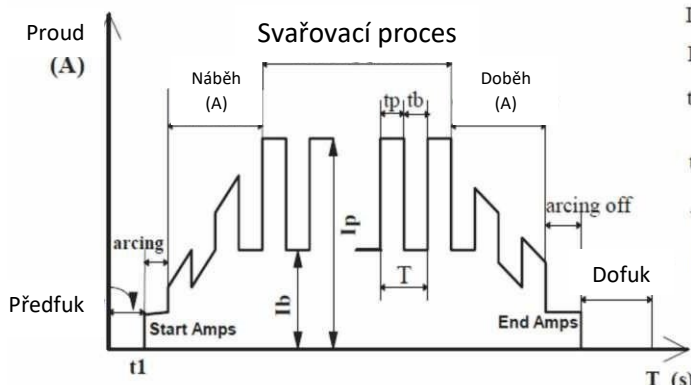 Proud
(A)
Svařovací proces
Náběh
(A)
tp
tb
Doběh
(A)
arcing
Ip
arcing off
T
Ib
Předfuk
Start Amps
End Amps
Dofuk
t1
T (s)